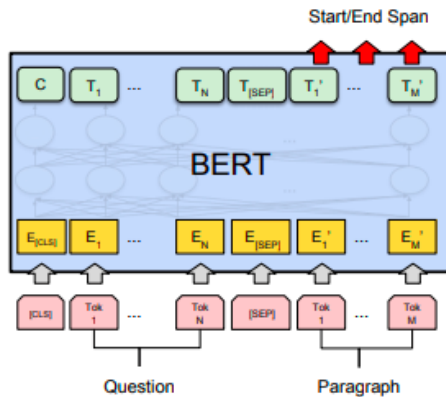 Start/End Span
C T1 ... TN T[SEP] T1' ... TM'
BERT
E[CLS] E1 ... EN E[SEP] E1' ... EM'
[CLS] Tok 1 ... Tok N [SEP] Tok 1 ... Tok M
Question Paragraph